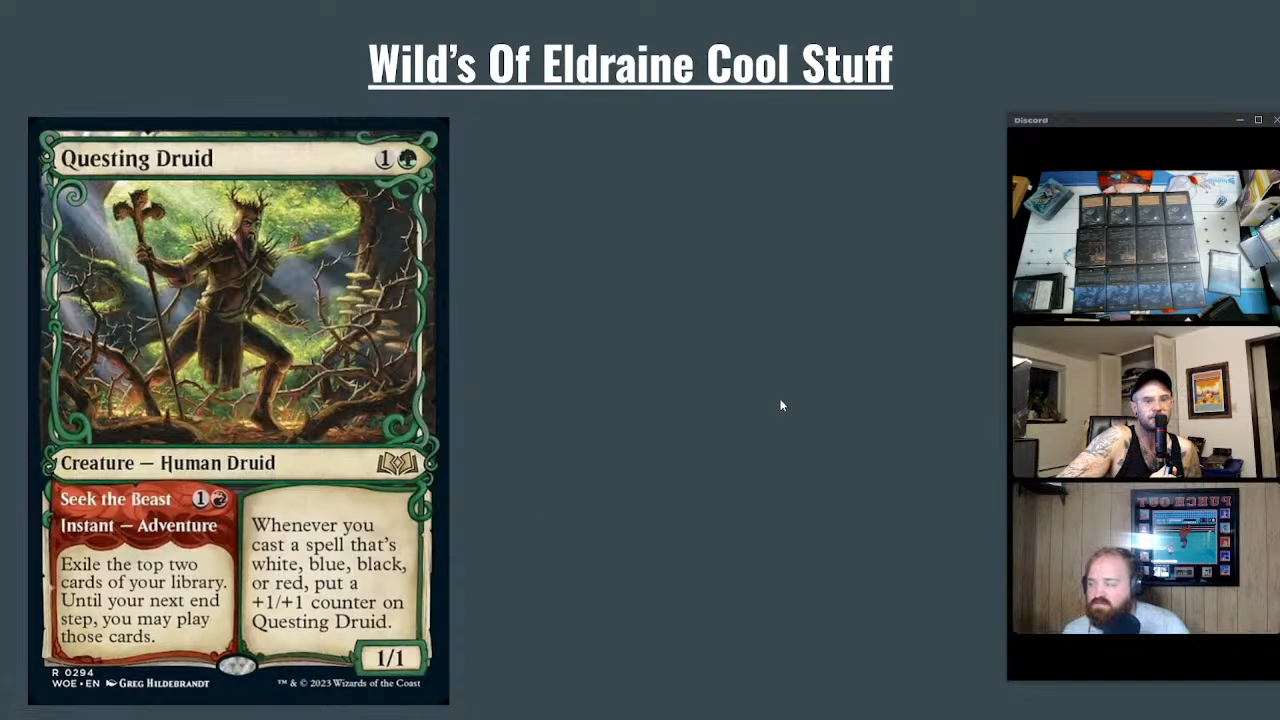 Wild's Of Eldraine Cool Stuff
Questing Druid 1
Creature — Human Druid
Seek the Beast 1
Instant — Adventure
Exile the top two
cards of your library.
Until your next end
step, you may play
those cards.
Whenever you
cast a spell that's
white, blue, black,
or red, put a
+1/+1 counter on
Questing Druid.
1/1
R 0294
WOE • EN GREG HILDEBRANDT
™ & © 2023 Wizards of the Coast
Discord
PUNCH OUT